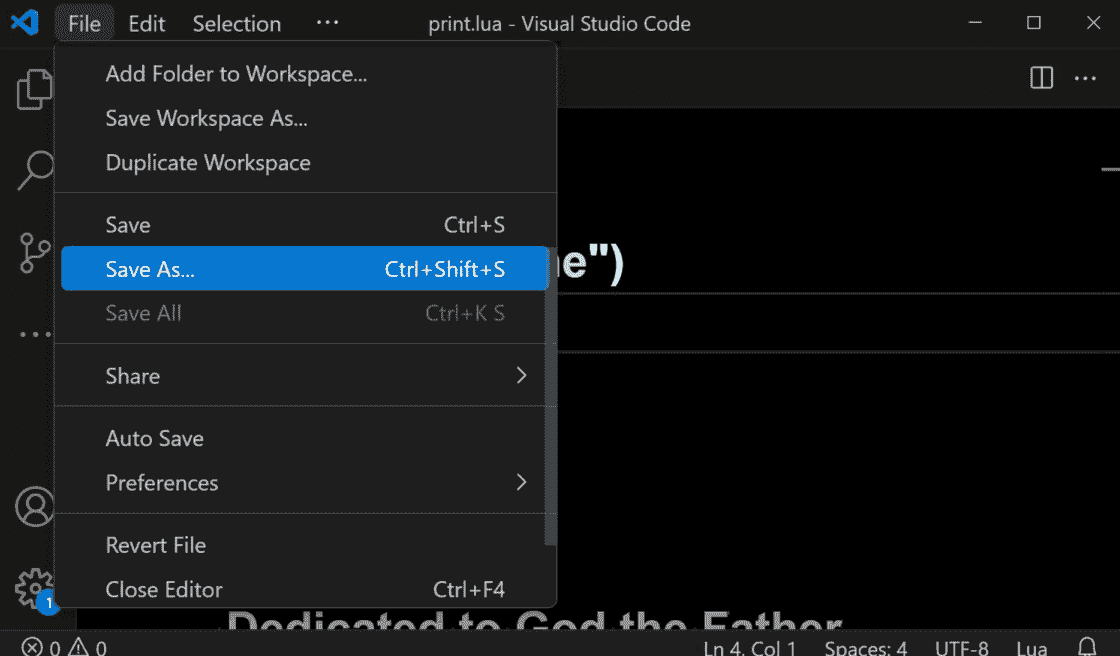 File Edit Selection ··· print.lua - Visual Studio Code
Add Folder to Workspace...
Save Workspace As...
Duplicate Workspace
Save Ctrl+S
Save As... Ctrl+Shift+S
e")
Save All Ctrl+K S
Share
Auto Save
Preferences
Revert File
Close Editor Ctrl+F4
1
Dedicated to God the Father
0 0 Ln 4, Col 1 Spaces: 4 UTF-8 Lua